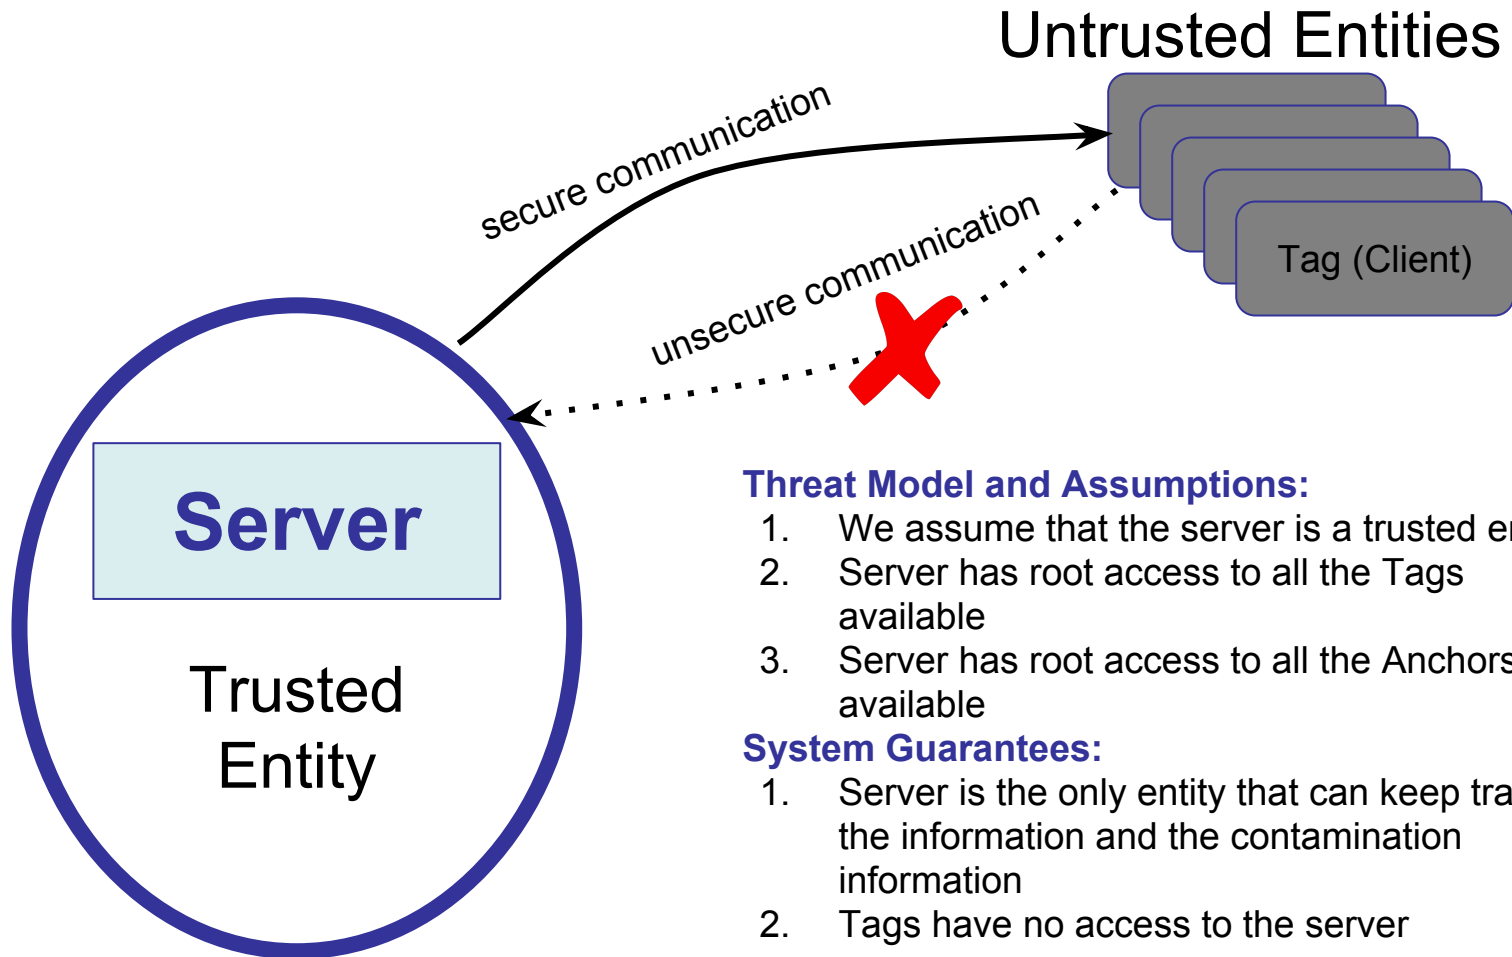 Untrusted Entities
secure communication
unsecure communication
Tag (Client)
Server
Trusted
Entity
Threat Model and Assumptions:
1. We assume that the server is a trusted
2. Server has root access to all the Tags
available
3. Server has root access to all the Anchors
available
System Guarantees:
1. Server is the only entity that can keep
the information and the contamination
information
2. Tags have no access to the server